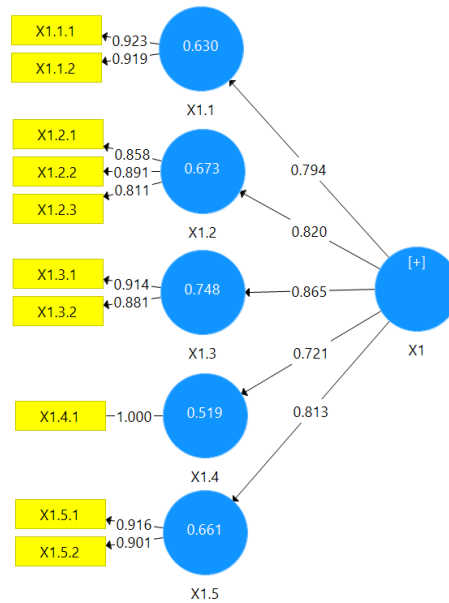 X1.1.1
0.923
0.630
X1.1.2
0.919
X1.1
X1.2.1
0.858
0.794
X1.2.2
0.891
0.673
X1.2.3
0.811
X1.2
0.820
[+]
X1.3.1
0.914
0.748
0.865
X1.3.2
0.881
X1.3
X1
0.721
X1.4.1
1.000
0.519
0.813
X1.4
X1.5.1
0.916
0.661
X1.5.2
0.901
X1.5